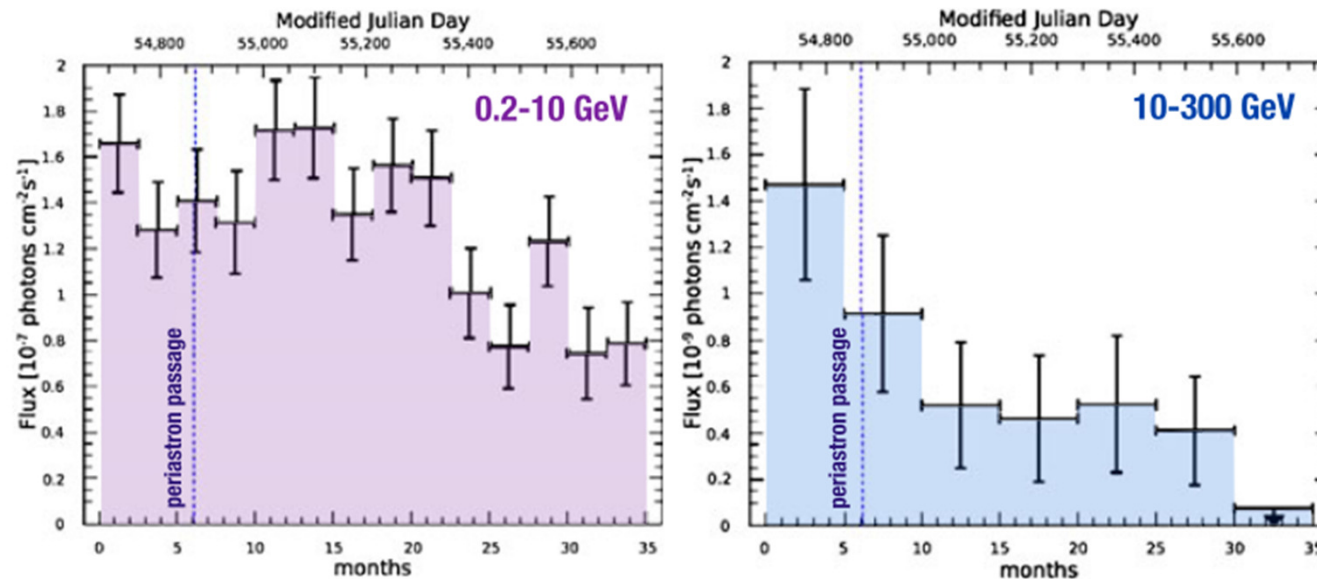 Modified Julian Day
54,800 55,000 55,200 55,400 55,600
2
1.8
1.6
1.4
1.2
1
0.8
0.6
0.4
0.2
0
Flux [10⁻⁷ photons cm⁻²s⁻¹]
0.2-10 GeV
periastron passage
0 5 10 15 20 25 30 35
months
Modified Julian Day
54,800 55,000 55,200 55,400 55,600
2
1.8
1.6
1.4
1.2
1
0.8
0.6
0.4
0.2
0
Flux [10⁻⁹ photons cm⁻²s⁻¹]
10-300 GeV
periastron passage
0 5 10 15 20 25 30 35
months